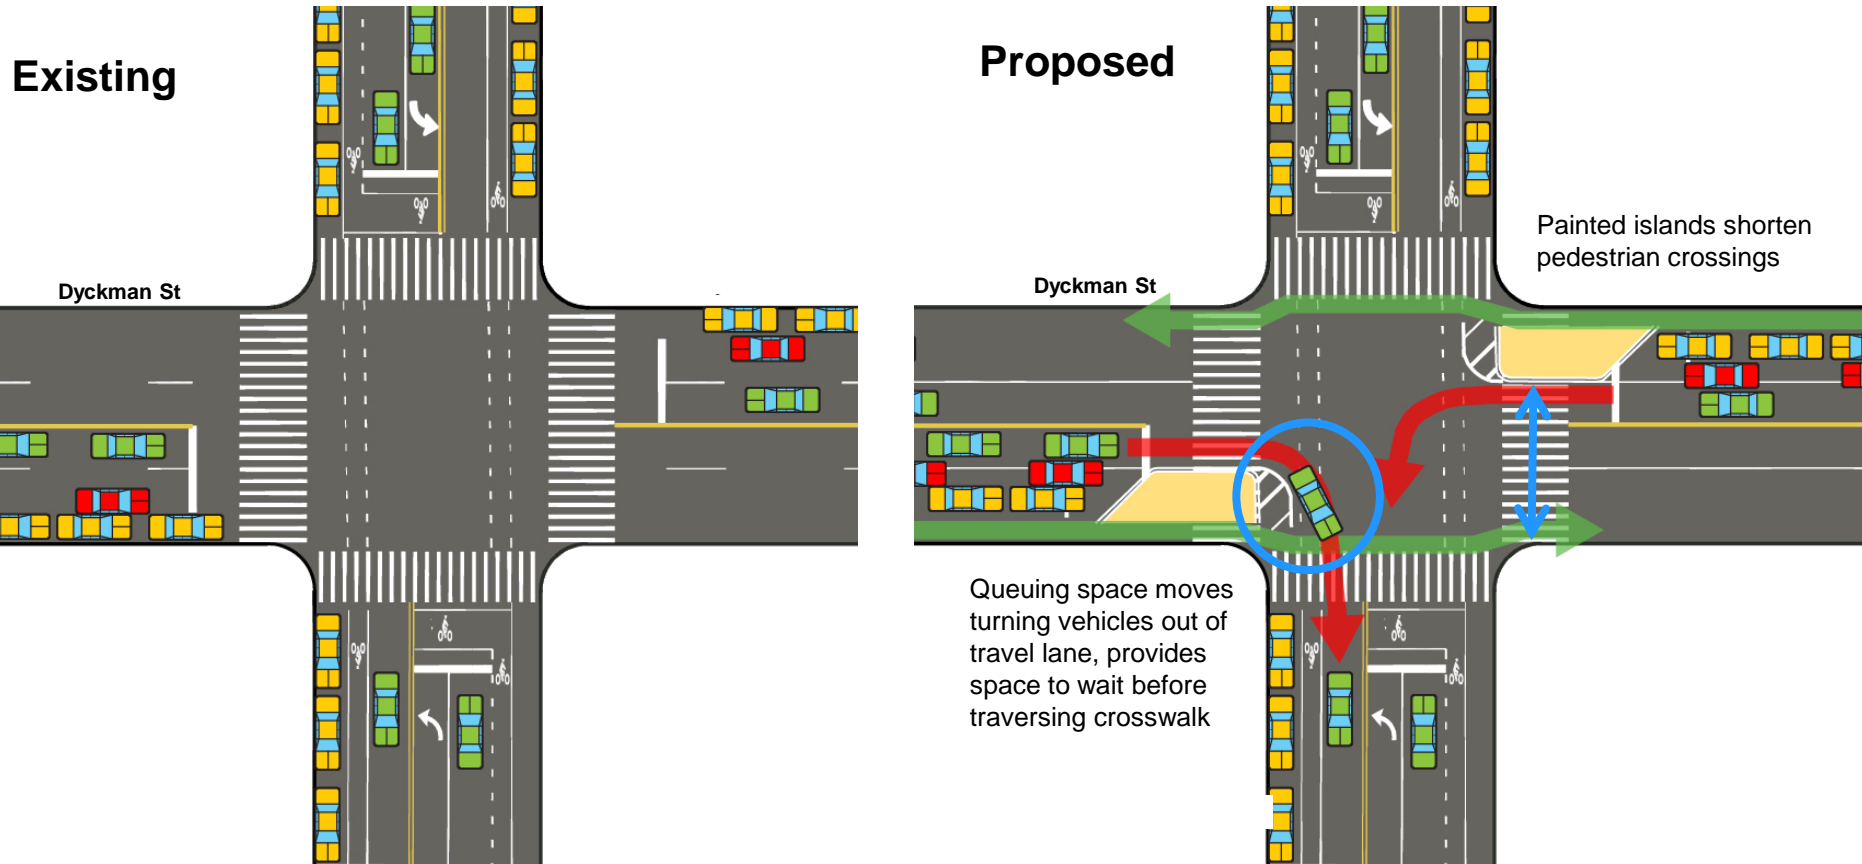 Existing
Dyckman St
Proposed
Dyckman St
Painted islands shorten
pedestrian crossings
Queuing space moves
turning vehicles out of
travel lane, provides
space to wait before
traversing crosswalk